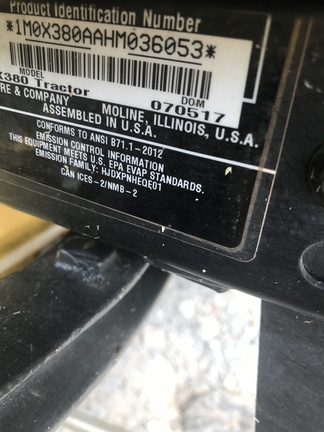 Product Identification Number
*1M0X380AAHM036053*
MODEL
X380 Tractor
DOM
070517
RE & COMPANY MOLINE, ILLINOIS, U.S.A.
ASSEMBLED IN U.S.A.
CONFORMS TO ANSI B71.1-2012
EMISSION CONTROL INFORMATION
THIS EQUIPMENT MEETS U.S. EPA EVAP STANDARDS.
EMISSION FAMILY: HJDXPNHEQE01
CAN ICES-2/NMB-2